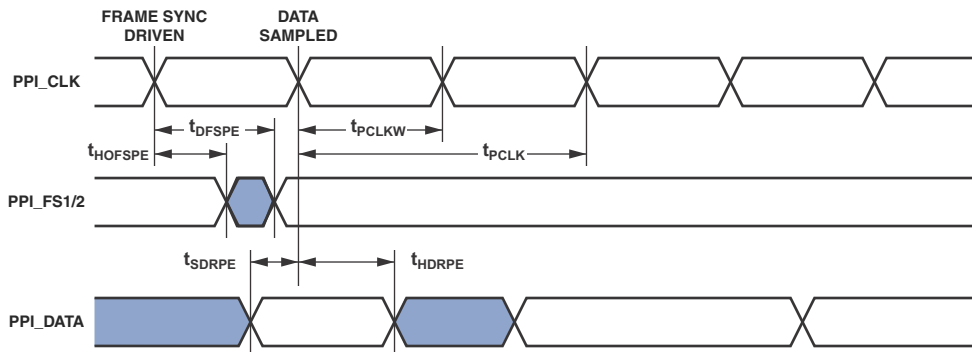 FRAME SYNC
DRIVEN
DATA
SAMPLED
PPI_CLK
tDFSPE
tPCLKW
tHOFSPE
tPCLK
PPI_FS1/2
tSDRPE
tHDRPE
PPI_DATA